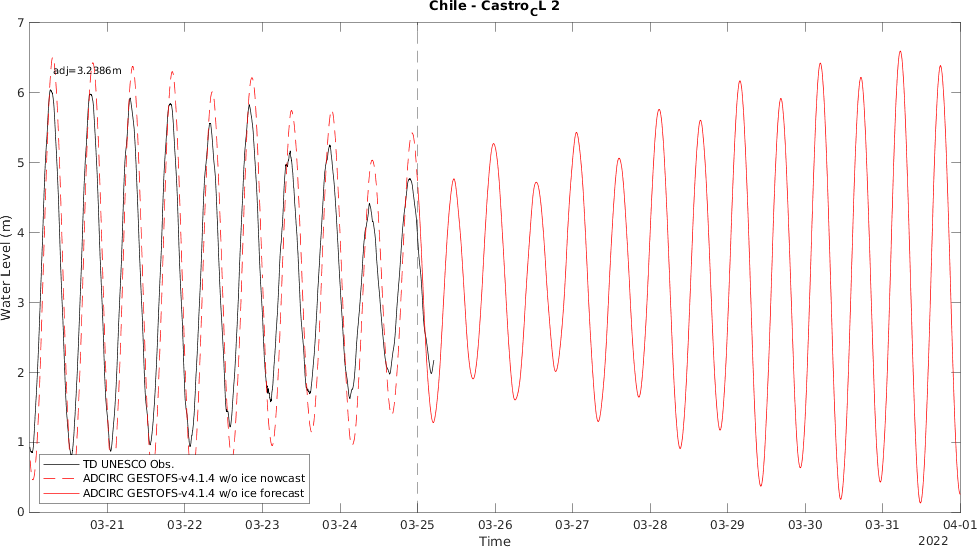 Chile - Castro_CL 2
7
adj=3.2386m
6
5
4
3
2
1
0
Water Level (m)
TD UNESCO Obs.
ADCIRC GESTOFS-v4.1.4 w/o ice nowcast
ADCIRC GESTOFS-v4.1.4 w/o ice forecast
03-21 03-22 03-23 03-24 03-25 03-26 03-27 03-28 03-29 03-30 03-31 04-01
Time
2022